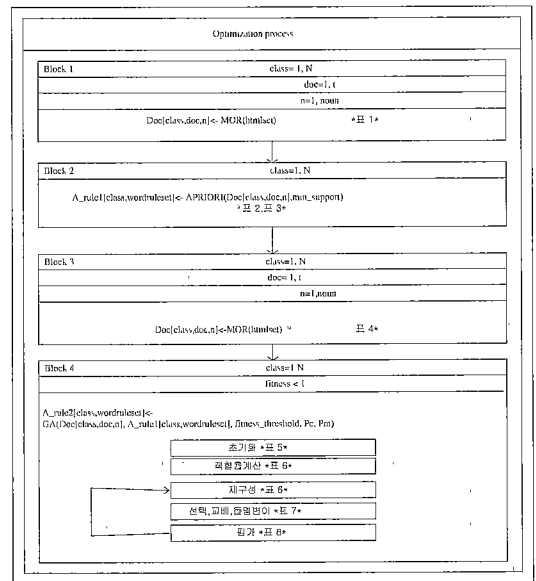 Optimization process
Block 1 class= 1, N
doc=1, t
n=1, noun
Doc[class,doc,n]<- MOR(htmlset) *표 1*
Block 2 class=1, N
A_rule1[class,wordruleset]<- APRIORI(Doc[class,doc,n],min_support)
*표 2,표 3*
Block 3 class=1, N
doc= 1, t
n=1,noun
Doc[class,doc,n]<-MOR(htmlset) *표 4*
Block 4 class=1 N
fitness < 1
A_rule2[class,wordruleset]<-
GA(Doc[class,doc,n], A_rule1[class,wordruleset], fitness_threshold, Pc, Pm)
초기화 *표 5*
적합률계산 *표 6*
재구성 *표 6*
선택,교배,돌연변이 *표 7*
평가 *표 8*